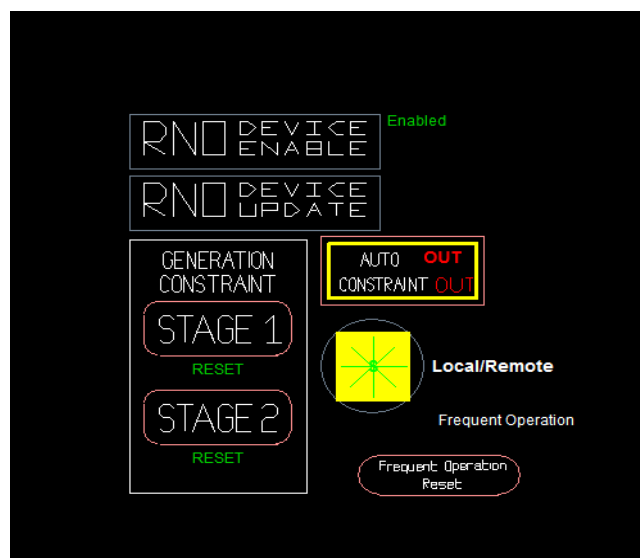 RNO DEVICE ENABLE
Enabled
RNO DEVICE UPDATE
GENERATION
CONSTRAINT
STAGE 1
RESET
STAGE 2
RESET
AUTO OUT
CONSTRAINT OUT
Local/Remote
Frequent Operation
Frequent Operation
Reset